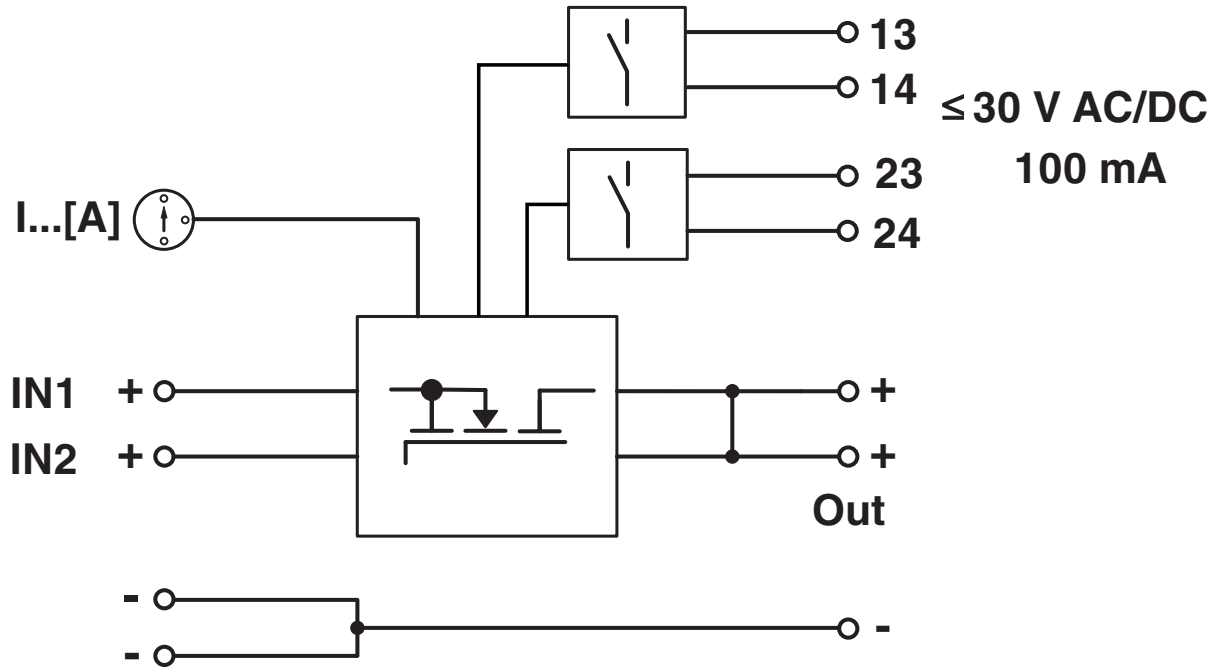 13
14
≤ 30 V AC/DC
100 mA
23
24
I...[A]
IN1 +
IN2 +
+
+
Out
-
-
-